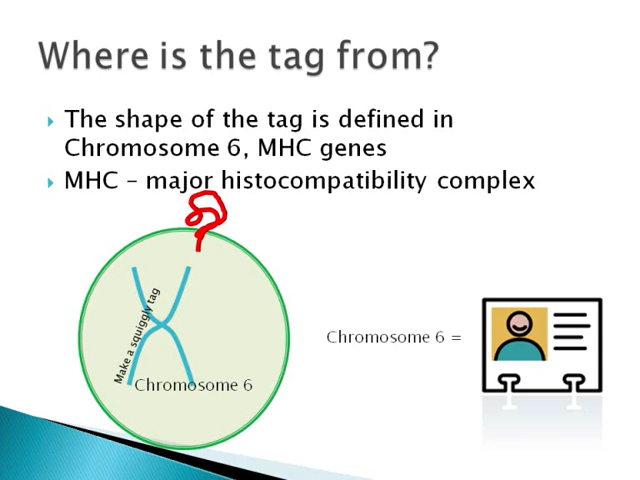 Where is the tag from?
The shape of the tag is defined in
Chromosome 6, MHC genes
MHC – major histocompatibility complex
Make a squiggly tag
Chromosome 6
Chromosome 6 =